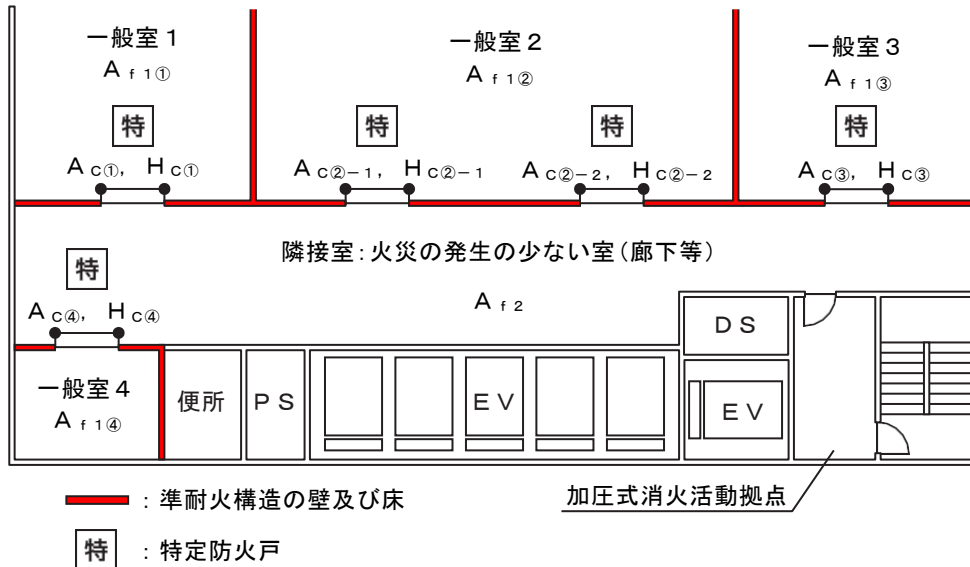 一般室1
Af1①
特
Ac①, Hc①
一般室2
Af1②
特
特
Ac②-1, Hc②-1
Ac②-2, Hc②-2
一般室3
Af1③
特
Ac③, Hc③
隣接室：火災の発生の少ない室（廊下等）
Af2
特
Ac④, Hc④
一般室4
Af1④
便所
PS
EV
DS
EV
加圧式消火活動拠点
：準耐火構造の壁及び床
特
：特定防火戸